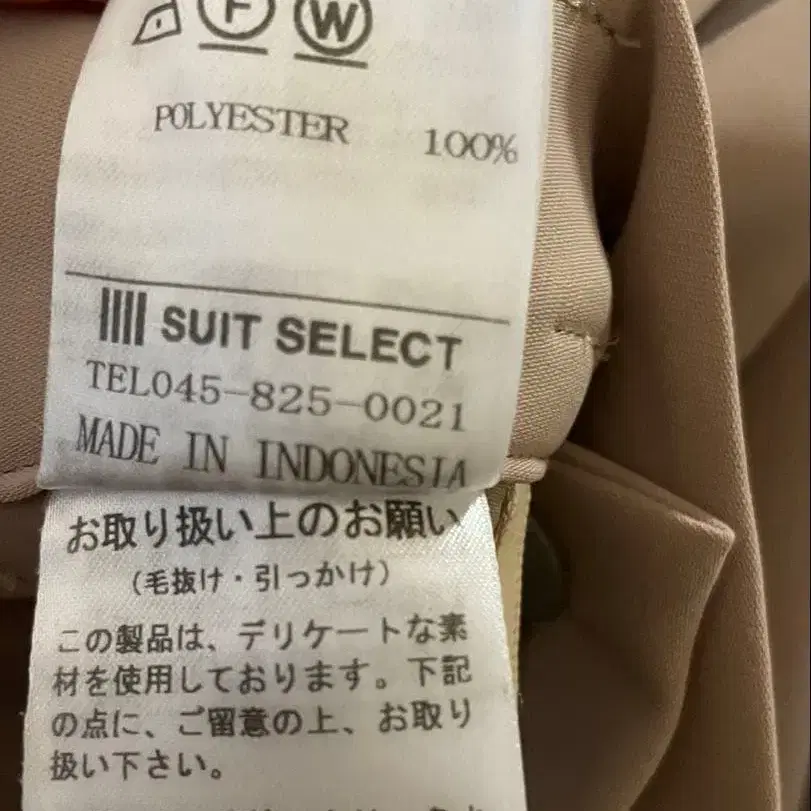 F W
POLYESTER 100%
SUIT SELECT
TEL045-825-0021
MADE IN INDONESIA
お取り扱い上のお願い
(毛抜け・引っかけ)
この製品は、デリケートな素
材を使用しております。下記
の点に、ご留意の上、お取り
扱い下さい。